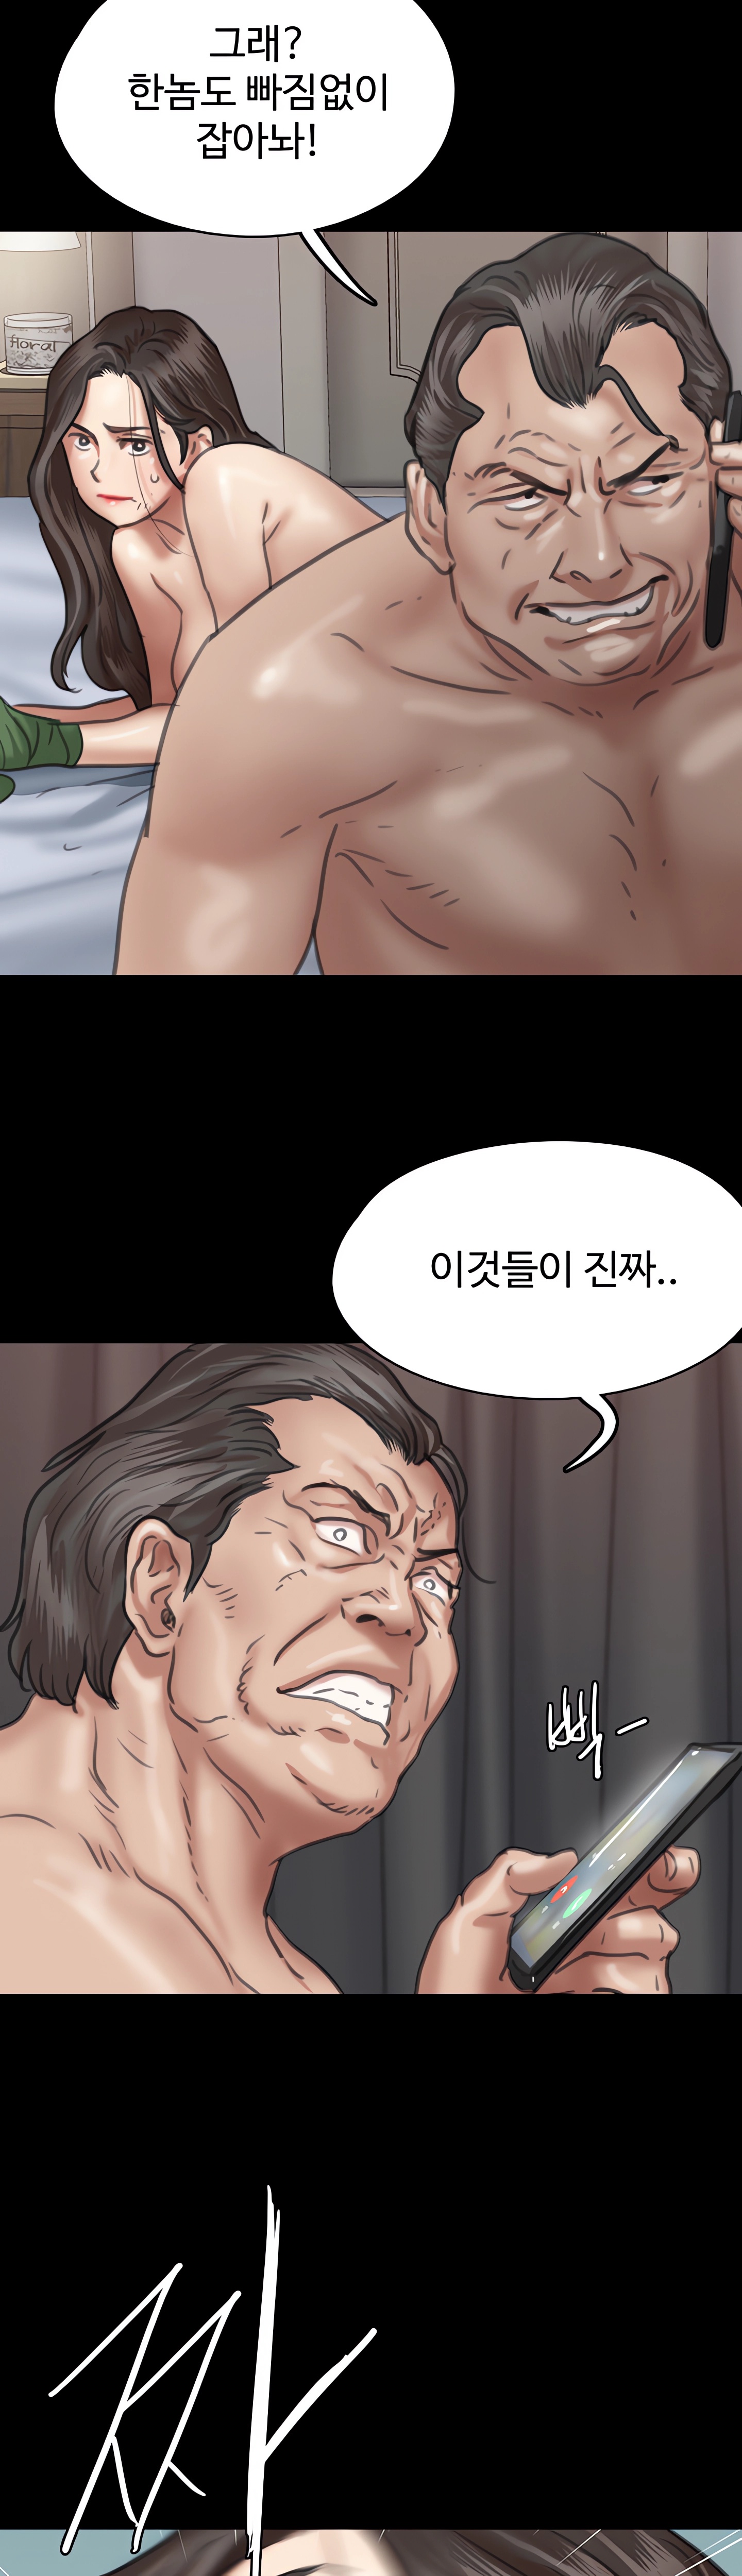 그래?
한놈도 빠짐없이
잡아놔!
floral
이것들이 진짜..
삑-